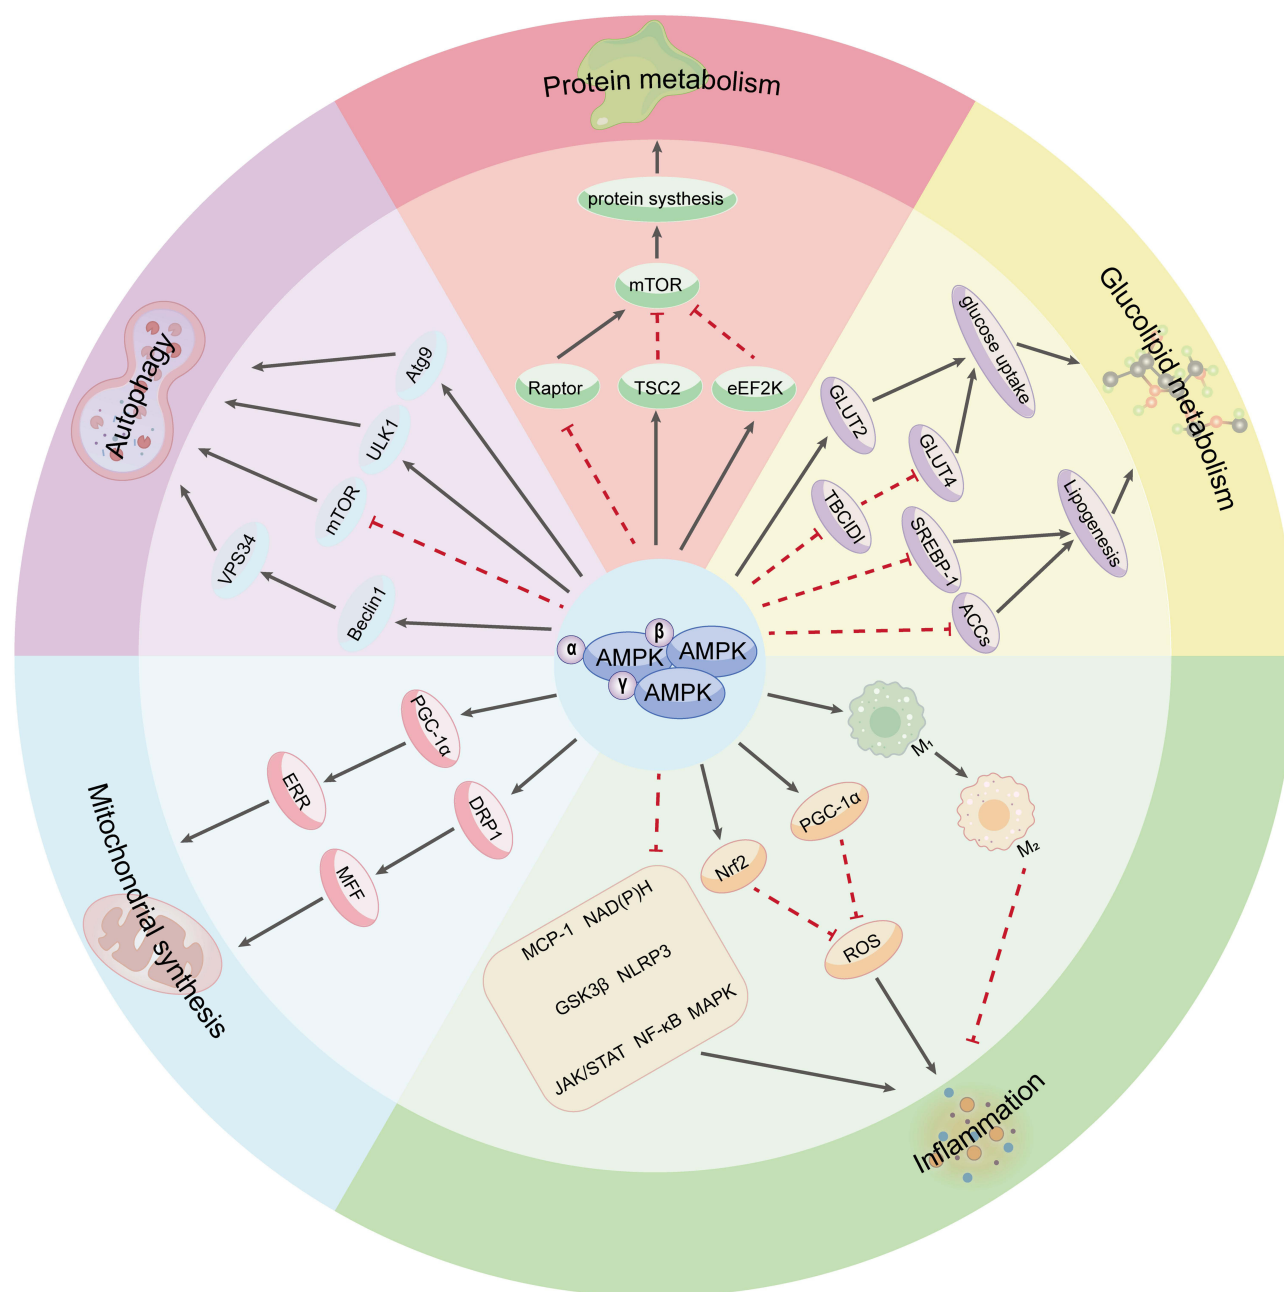 Protein metabolism
protein systhesis
mTOR
Raptor
TSC2
eEF2K
Glucolipid metabolism
glucose uptake
GLUT2
GLUT4
TBCIDI
SREBP-1
ACCs
Lipogenesis
Autophagy
Atg9
ULK1
mTOR
VPS34
Beclin1
α
β
γ
AMPK
AMPK
AMPK
Mitochondrial synthesis
PGC-1α
ERR
DRP1
MFF
M₁
M₂
PGC-1α
Nrf2
ROS
MCP-1 NAD(P)H
GSK3β NLRP3
JAK/STAT NF-κB MAPK
Inflammation